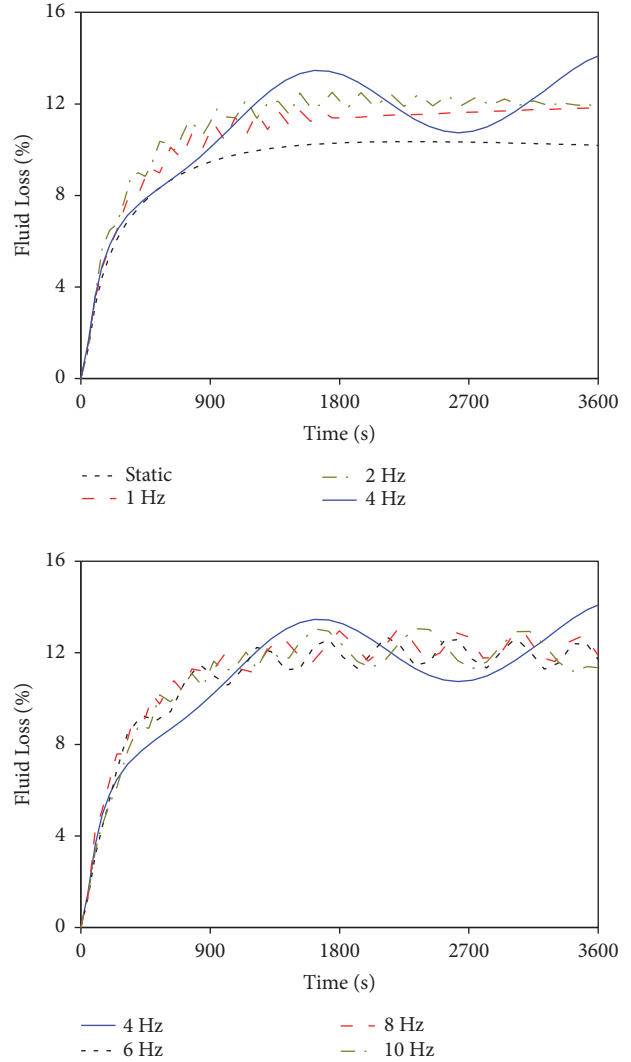 16
12
8
4
0
Fluid Loss (%)
0 900 1800 2700 3600
Time (s)
Static 2 Hz
1 Hz 4 Hz
16
12
8
4
0
Fluid Loss (%)
0 900 1800 2700 3600
Time (s)
4 Hz 8 Hz
6 Hz 10 Hz